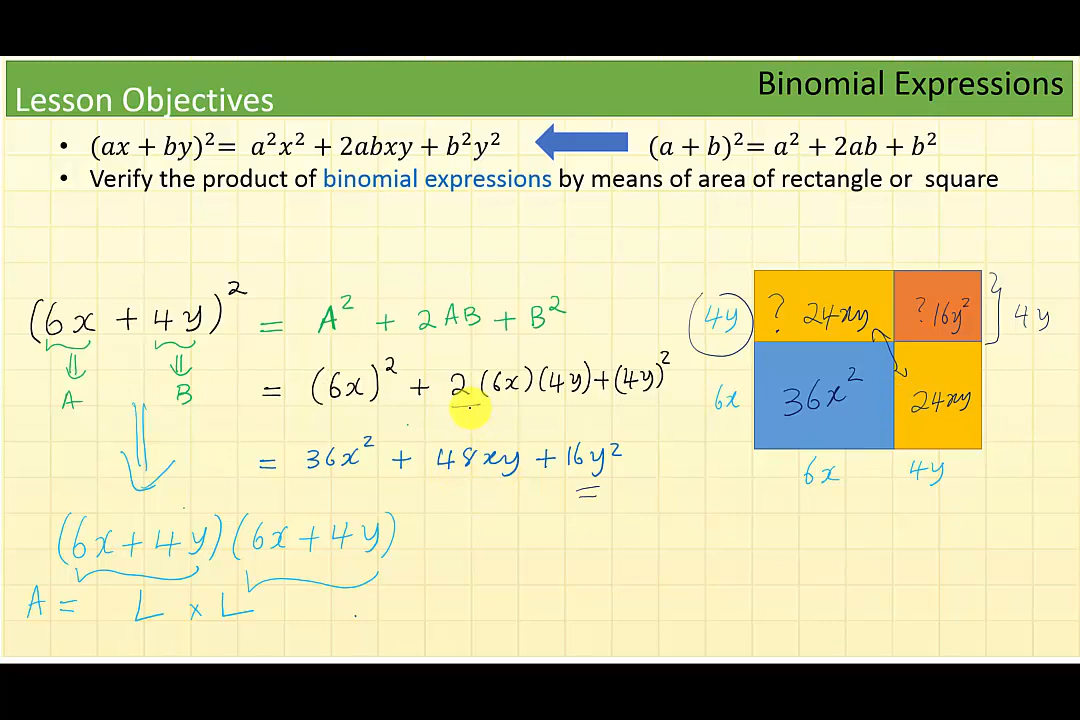 Binomial Expressions
Lesson Objectives
• (ax + by)²= a²x² + 2abxy + b²y² (a + b)²= a² + 2ab + b²
• Verify the product of binomial expressions by means of area of rectangle or square
(6x + 4y)² = A² + 2AB + B²
A B
= (6x)² + 2(6x)(4y)+(4y)²
= 36x² + 48xy + 16y²
(6x+4y)(6x+4y)
A = L x L
4y ? 24xy ? 16y² 4y
6x 36x² 24xy
6x 4y